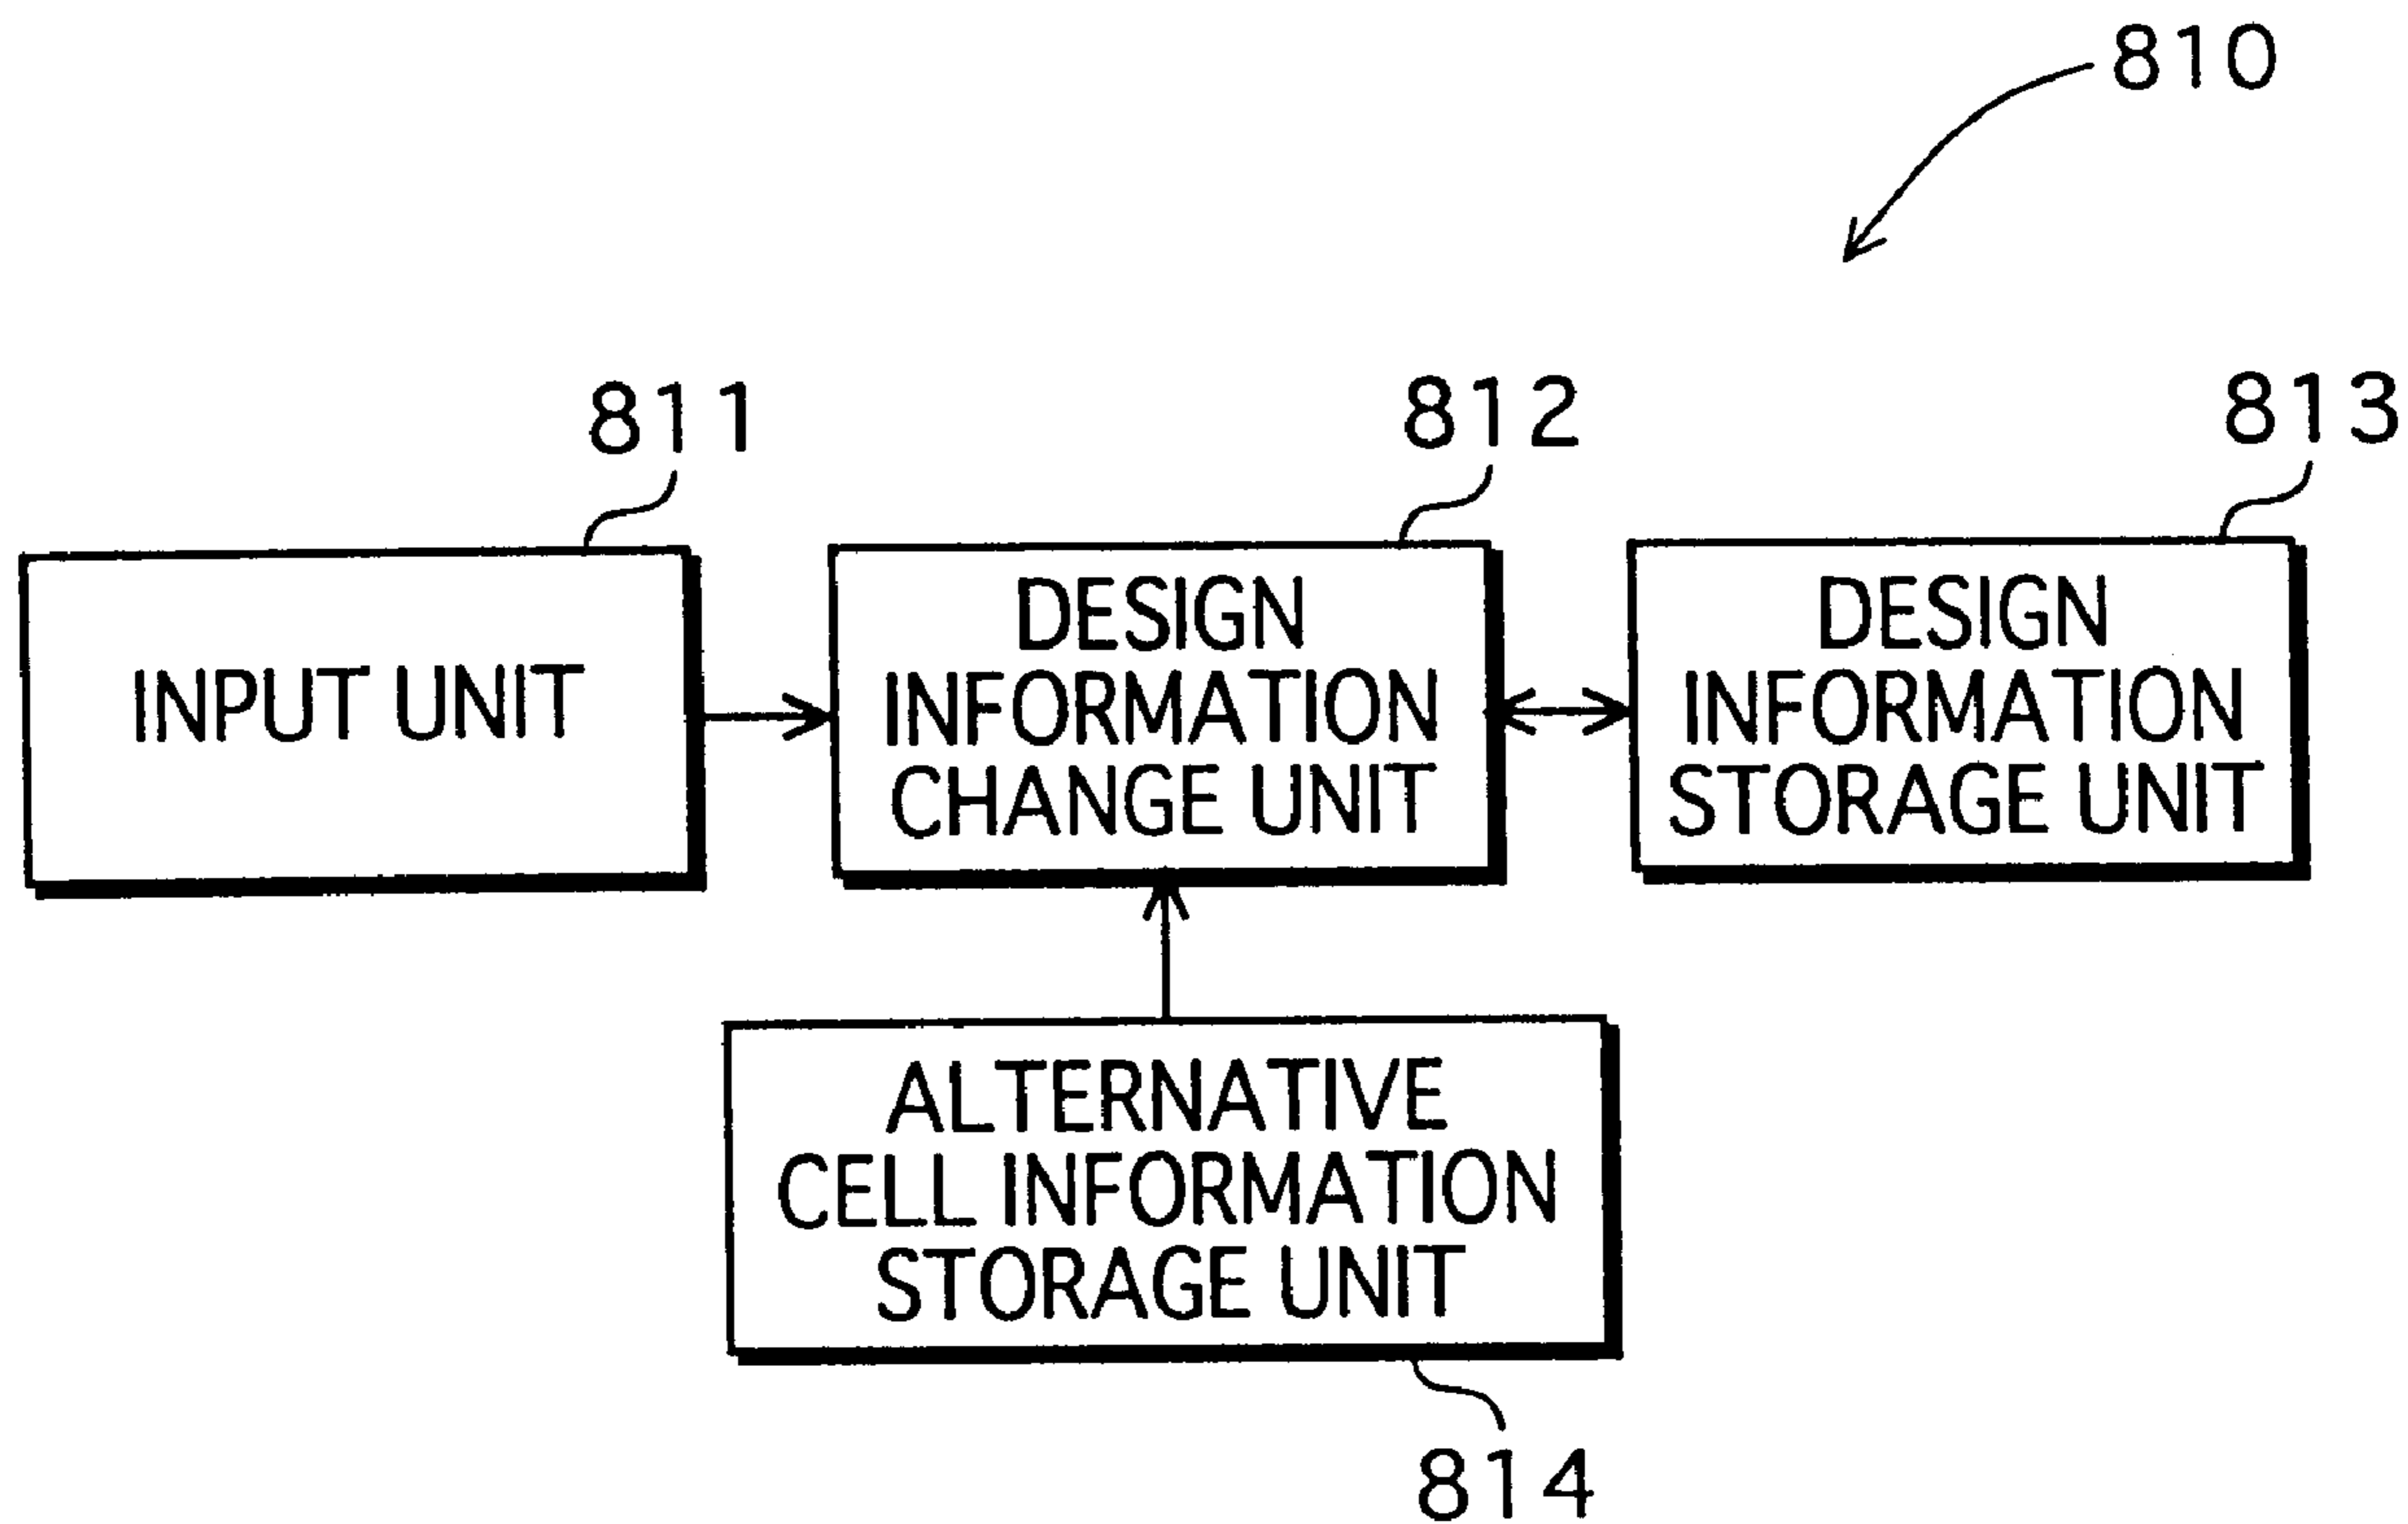 810
811
812
813
INPUT UNIT
DESIGN
INFORMATION
CHANGE UNIT
DESIGN
INFORMATION
STORAGE UNIT
ALTERNATIVE
CELL INFORMATION
STORAGE UNIT
814